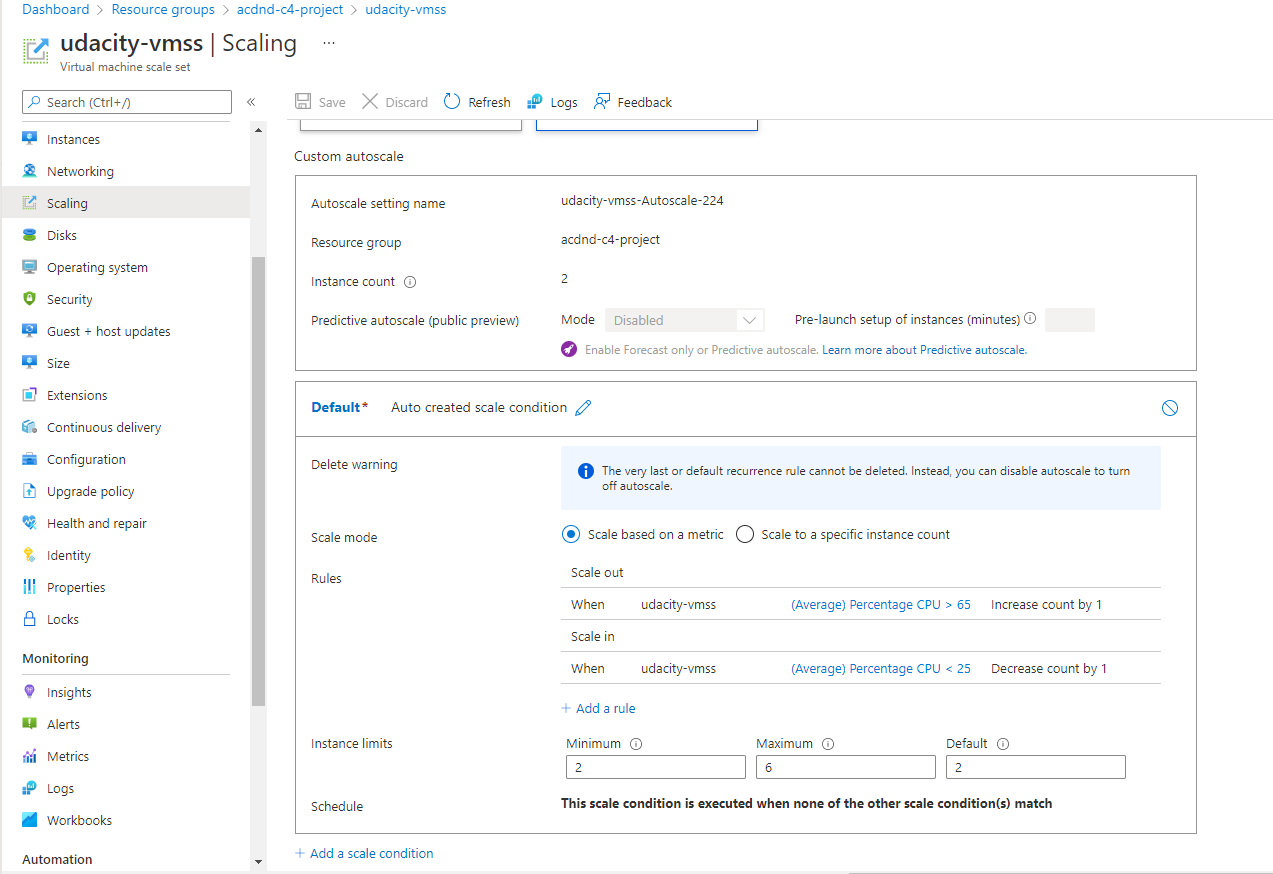 Dashboard > Resource groups > acdnd-c4-project > udacity-vmss
udacity-vmss | Scaling ...
Virtual machine scale set
Search (Ctrl+/)
«
Save Discard Refresh Logs Feedback
Instances
Networking
Scaling
Disks
Operating system
Security
Guest + host updates
Size
Extensions
Continuous delivery
Configuration
Upgrade policy
Health and repair
Identity
Properties
Locks
Monitoring
Insights
Alerts
Metrics
Logs
Workbooks
Automation
Custom autoscale
Autoscale setting name udacity-vmss-Autoscale-224
Resource group acdnd-c4-project
Instance count 2
Predictive autoscale (public preview) Mode Disabled Pre-launch setup of instances (minutes)
Enable Forecast only or Predictive autoscale. Learn more about Predictive autoscale.
Default* Auto created scale condition
Delete warning
The very last or default recurrence rule cannot be deleted. Instead, you can disable autoscale to turn
off autoscale.
Scale mode Scale based on a metric Scale to a specific instance count
Rules
Scale out
When udacity-vmss (Average) Percentage CPU > 65 Increase count by 1
Scale in
When udacity-vmss (Average) Percentage CPU < 25 Decrease count by 1
+ Add a rule
Instance limits Minimum Maximum Default
2 6 2
Schedule This scale condition is executed when none of the other scale condition(s) match
+ Add a scale condition